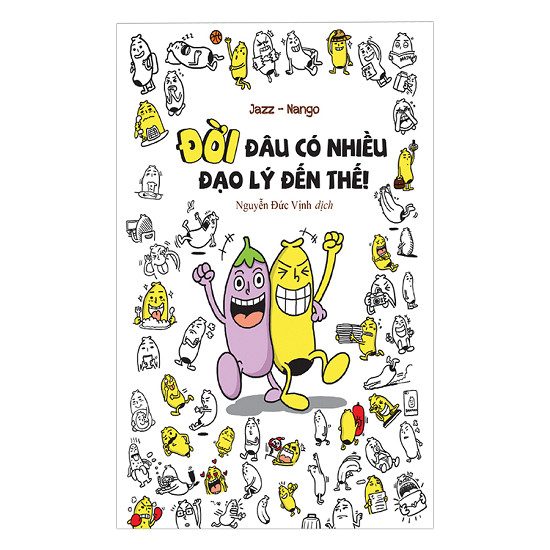 Jazz - Nango
ĐỜI ĐÂU CÓ NHIỀU
ĐẠO LÝ ĐẾN THẾ!
Nguyễn Đức Vịnh dịch